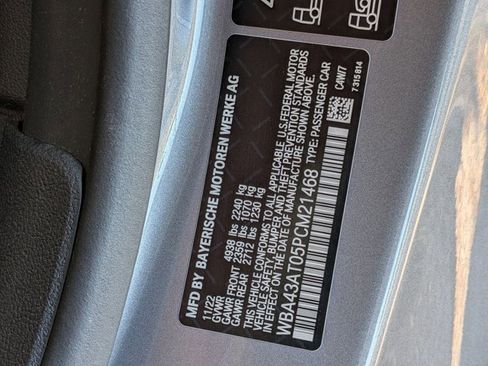 MFD BY BAYERISCHE MOTOREN WERKE AG
11/22
GVWR 4938 lbs 2240 kg
GAWR FRONT 2359 lbs 1070 kg
GAWR REAR 2712 lbs 1230 kg
THIS VEHICLE CONFORMS TO ALL APPLICABLE U.S. FEDERAL MOTOR
VEHICLE SAFETY, BUMPER AND THEFT PREVENTION STANDARDS
IN EFFECT ON THE DATE OF MANUFACTURE SHOWN ABOVE.
WBA43AT05PCM21468 TYPE: PASSENGER CAR
C4W/7
7 315 814